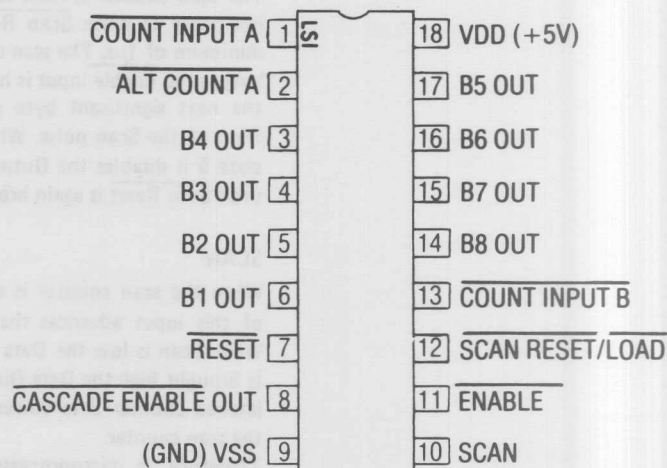 COUNT INPUT A 1 LSI 18 VDD (+5V)
ALT COUNT A 2 17 B5 OUT
B4 OUT 3 16 B6 OUT
B3 OUT 4 15 B7 OUT
B2 OUT 5 14 B8 OUT
B1 OUT 6 13 COUNT INPUT B
RESET 7 12 SCAN RESET/LOAD
CASCADE ENABLE OUT 8 11 ENABLE
(GND) VSS 9 10 SCAN